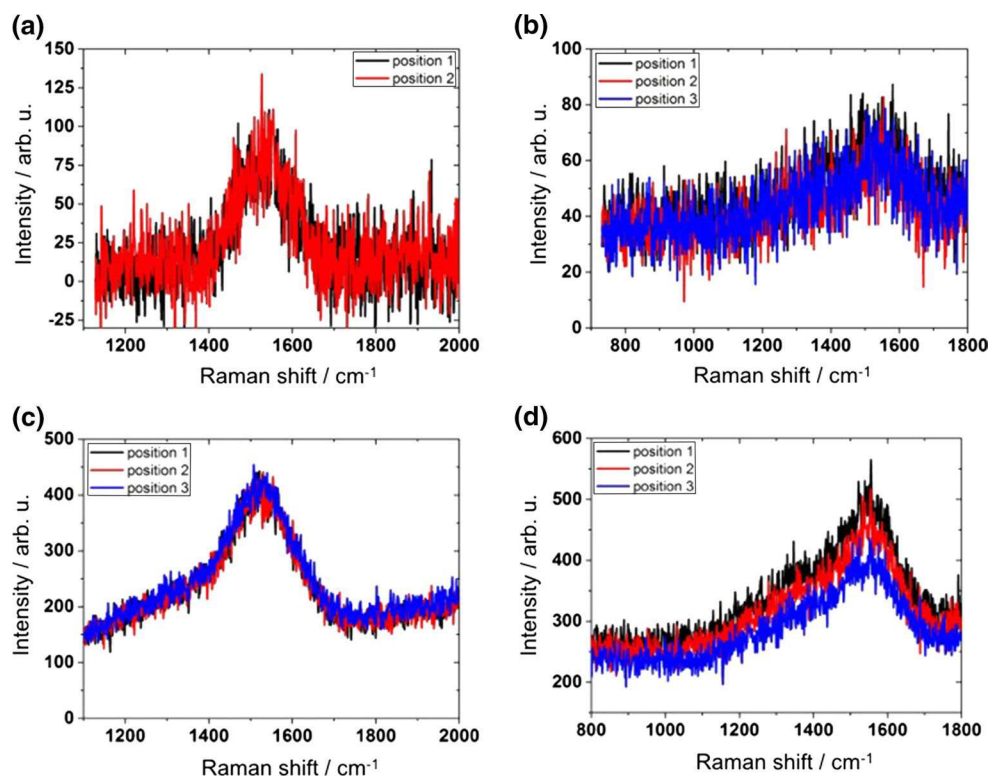 (a)
150
125
100
75
50
25
0
-25
Intensity / arb. u.
position 1
position 2
1200 1400 1600 1800 2000
Raman shift / cm⁻¹
(b)
100
80
60
40
20
0
Intensity / arb. u.
position 1
position 2
position 3
800 1000 1200 1400 1600 1800
Raman shift / cm⁻¹
(c)
500
400
300
200
100
0
Intensity / arb. u.
position 1
position 2
position 3
1200 1400 1600 1800 2000
Raman shift / cm⁻¹
(d)
600
500
400
300
200
Intensity / arb. u.
position 1
position 2
position 3
800 1000 1200 1400 1600 1800
Raman shift / cm⁻¹